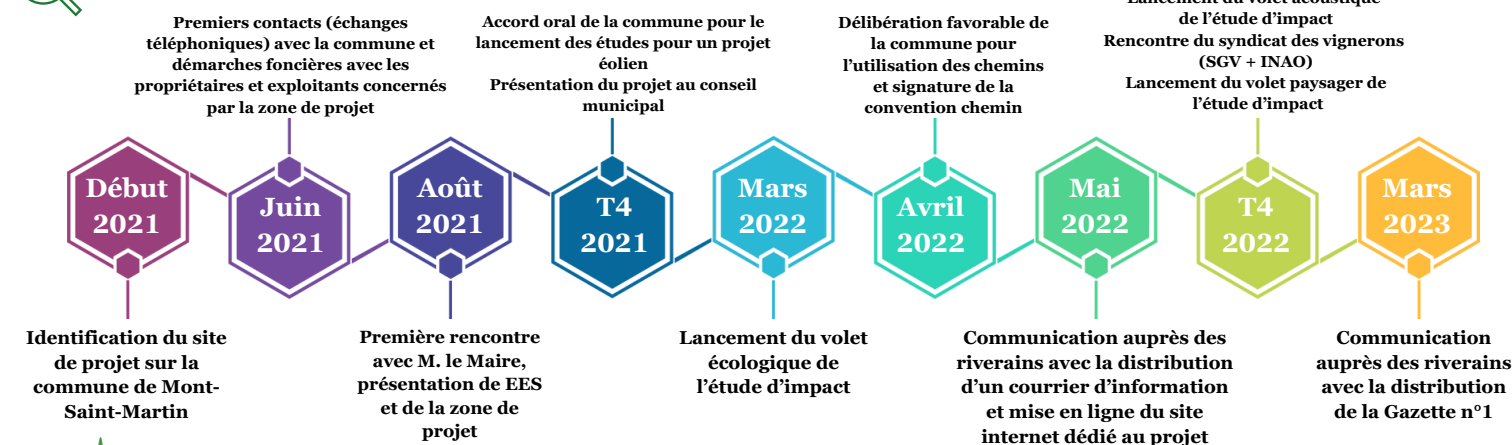 Premiers contacts (échanges
téléphoniques) avec la commune et
démarches foncières avec les
propriétaires et exploitants concernés
par la zone de projet
Accord oral de la commune pour le
lancement des études pour un projet
éolien
Présentation du projet au conseil
municipal
Délibération favorable de
la commune pour
l'utilisation des chemins
et signature de la
convention chemin
Lancement du volet acoustique
de l'étude d'impact
Rencontre du syndicat des vignerons
(SGV + INAO)
Lancement du volet paysager de
l'étude d'impact
Début
2021
Juin
2021
Août
2021
T4
2021
Mars
2022
Avril
2022
Mai
2022
T4
2022
Mars
2023
Identification du site
de projet sur la
commune de Mont-
Saint-Martin
Première rencontre
avec M. le Maire,
présentation de EES
et de la zone de
projet
Lancement du volet
écologique de
l'étude d'impact
Communication auprès des
riverains avec la distribution
d'un courrier d'information
et mise en ligne du site
internet dédié au projet
Communication
auprès des riverains
avec la distribution
de la Gazette n°1